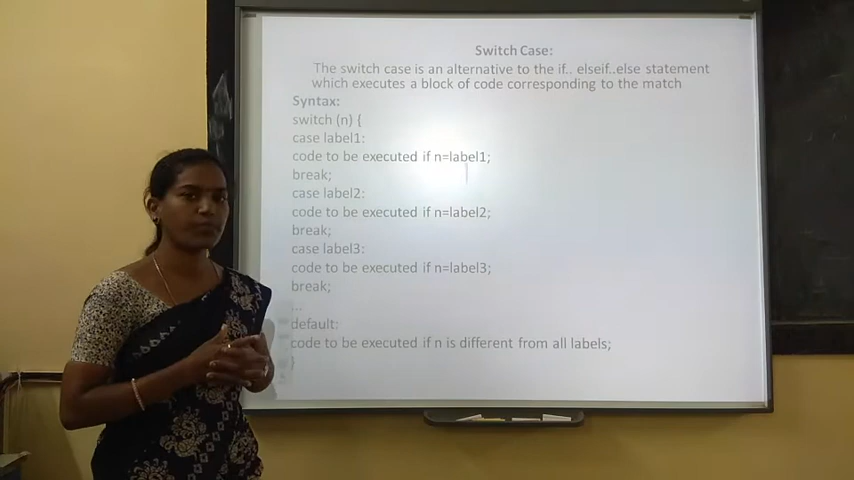 Switch Case:
The switch case is an alternative to the if.. elseif..else statement
which executes a block of code corresponding to the match
Syntax:
switch (n) {
case label1:
code to be executed if n=label1;
break;
case label2:
code to be executed if n=label2;
break;
case label3:
code to be executed if n=label3;
break;
...
default:
code to be executed if n is different from all labels;
}